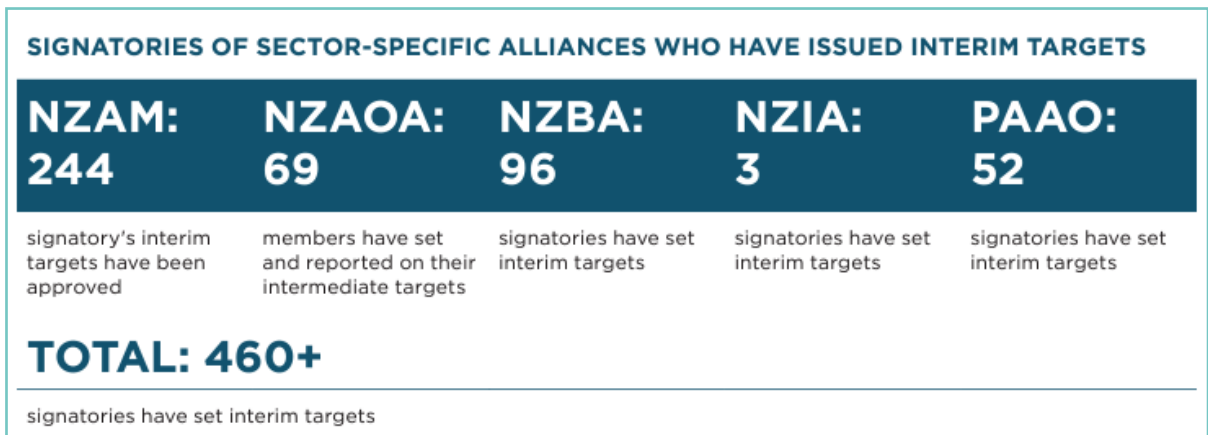 SIGNATORIES OF SECTOR-SPECIFIC ALLIANCES WHO HAVE ISSUED INTERIM TARGETS
NZAM:
244
signatory's interim
targets have been
approved
NZAOA:
69
members have set
and reported on their
intermediate targets
NZBA:
96
signatories have set
interim targets
NZIA:
3
signatories have set
interim targets
PAAO:
52
signatories have set
interim targets
TOTAL: 460+
signatories have set interim targets